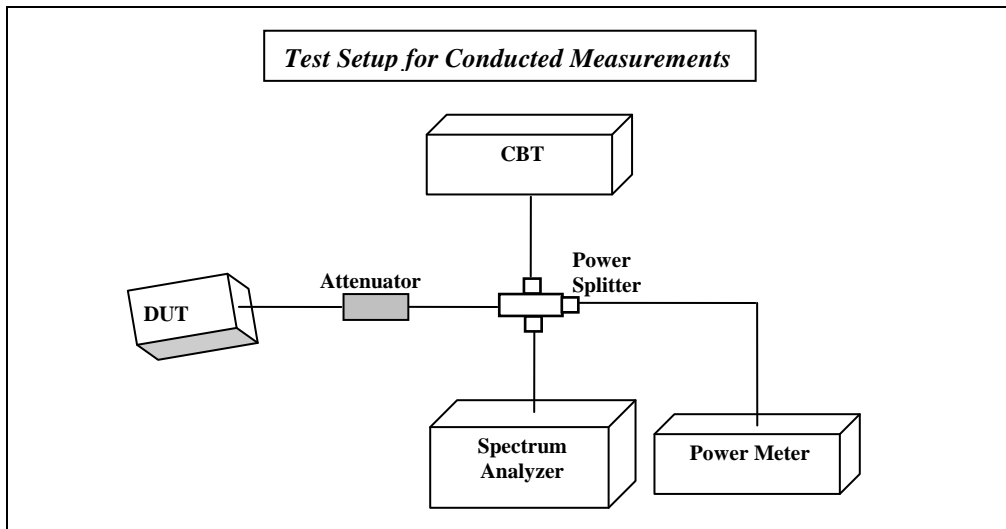 Test Setup for Conducted Measurements
CBT
Power
Splitter
Attenuator
DUT
Spectrum
Analyzer
Power Meter